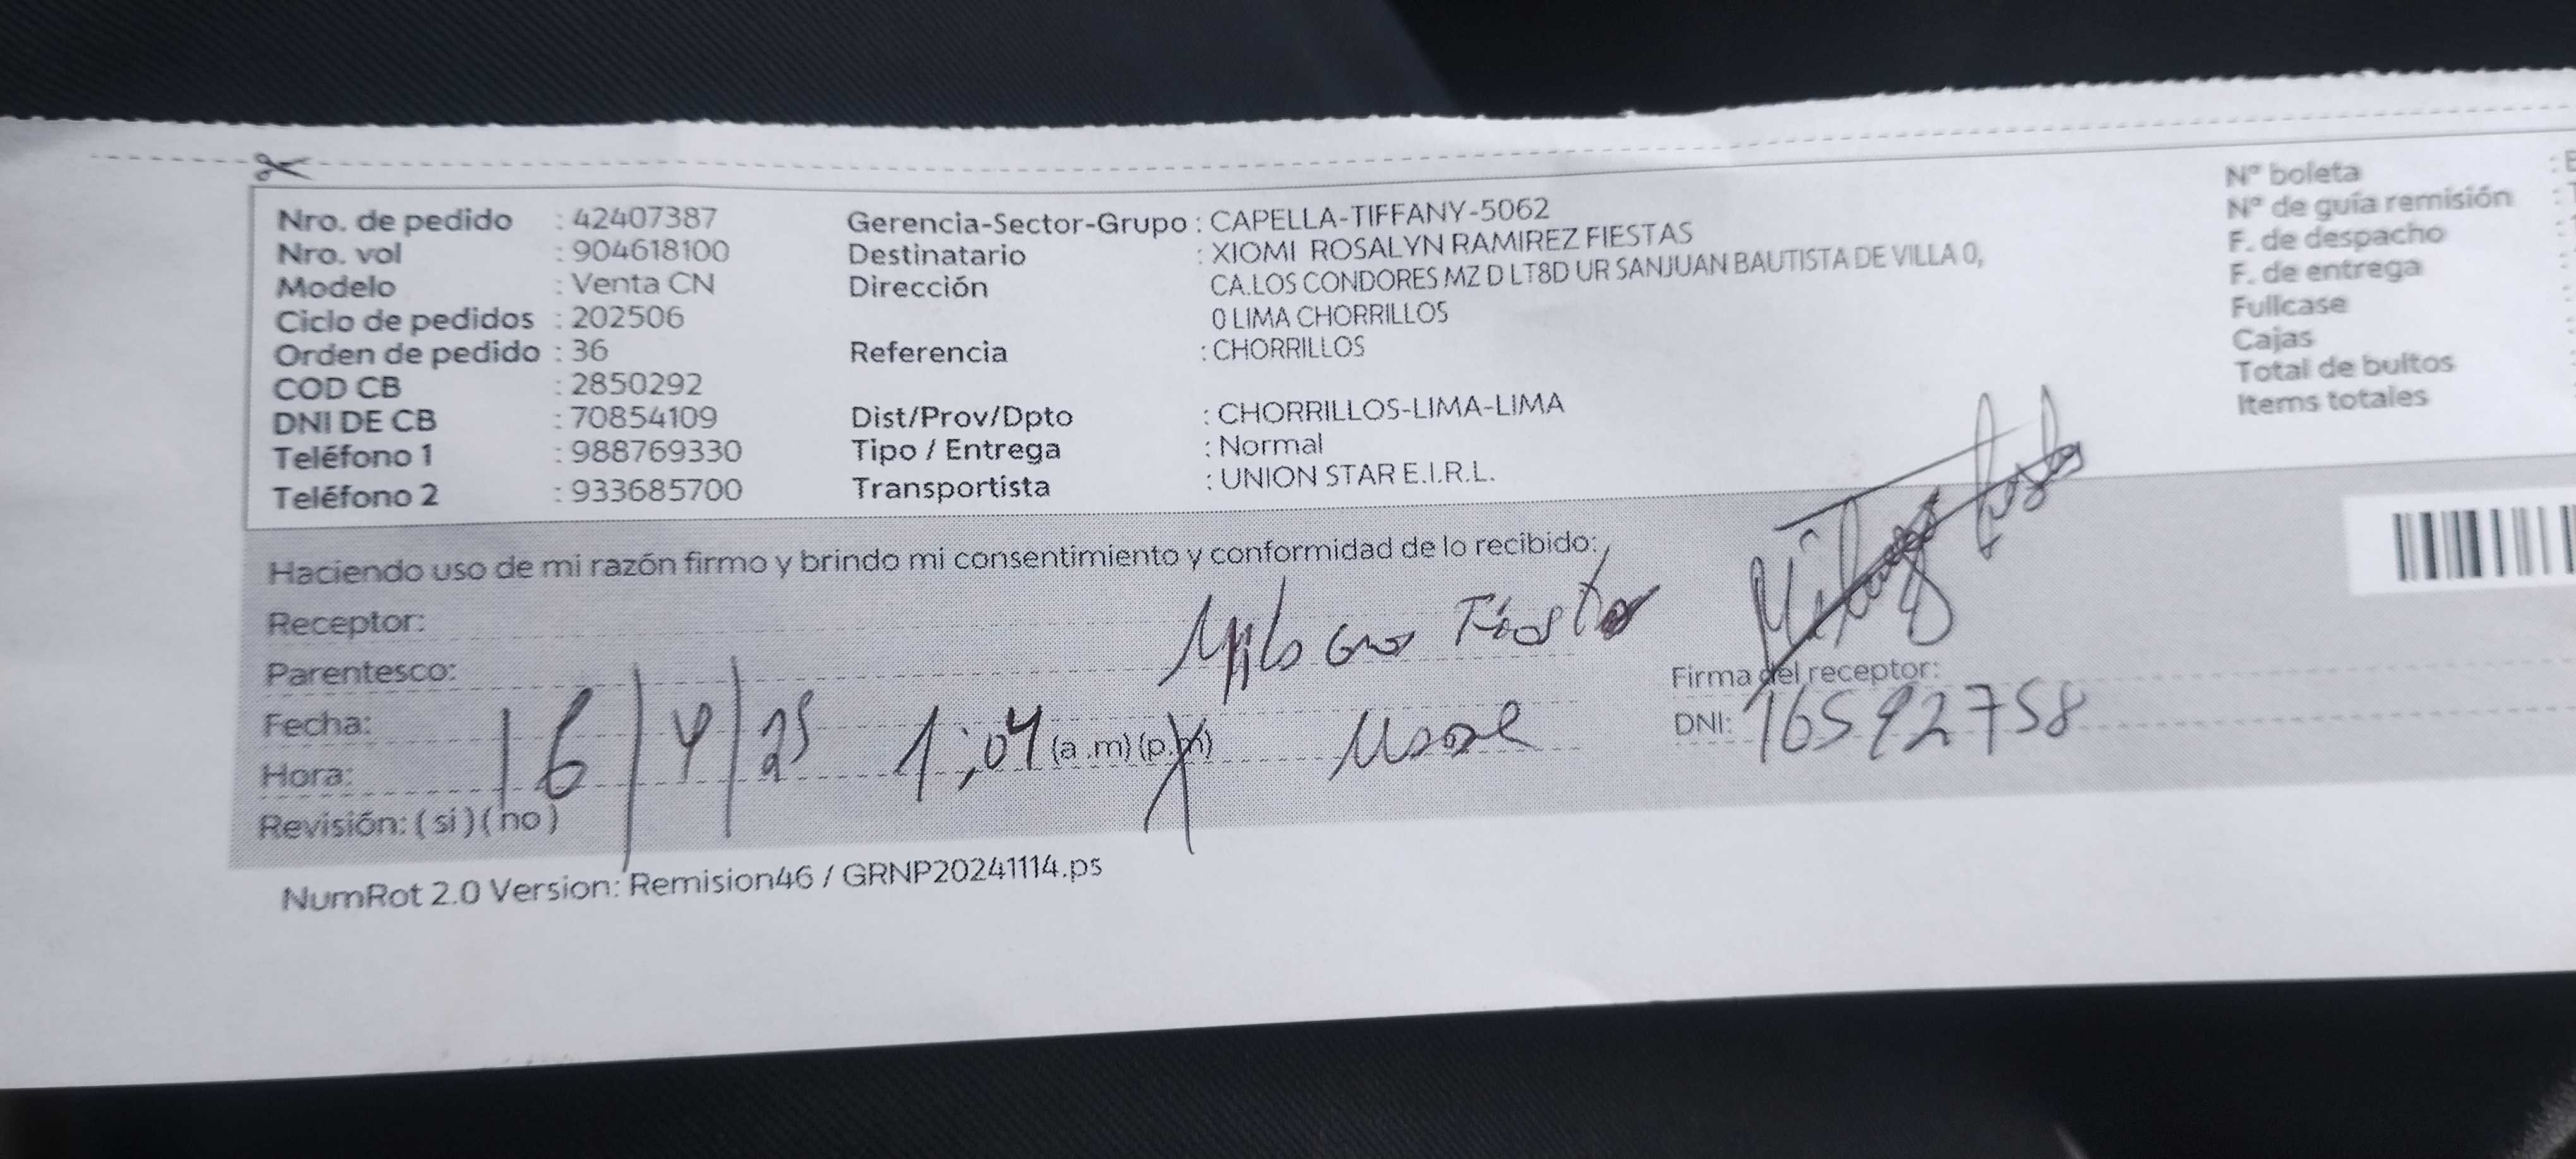 Nro. de pedido : 42407387
Nro. vol : 904618100
Modelo : Venta CN
Ciclo de pedidos : 202506
Orden de pedido : 36
COD CB : 2850292
DNI DE CB : 70854109
Teléfono 1 : 988769330
Teléfono 2 : 933685700
Gerencia-Sector-Grupo : CAPELLA-TIFFANY-5062
Destinatario : XIOMI ROSALYN RAMIREZ FIESTAS
Dirección CA.LOS CONDORES MZ D LT8D UR SANJUAN BAUTISTA DE VILLA 0,
0 LIMA CHORRILLOS
Referencia : CHORRILLOS
Dist/Prov/Dpto : CHORRILLOS-LIMA-LIMA
Tipo / Entrega : Normal
Transportista : UNION STAR E.I.R.L.
N° boleta :
N° de guía remisión :
F. de despacho :
F. de entrega
Fullcase
Cajas
Total de bultos
Items totales
Haciendo uso de mi razón firmo y brindo mi consentimiento y conformidad de lo recibido:
Receptor:
Parentesco:
Fecha: 16/4/25
Hora: 1:04 (a .m) (p.m)
Revisión: ( si ) ( no )
Firma del receptor:
DNI: 16592758
NumRot 2.0 Version: Remision46 / GRNP20241114.ps